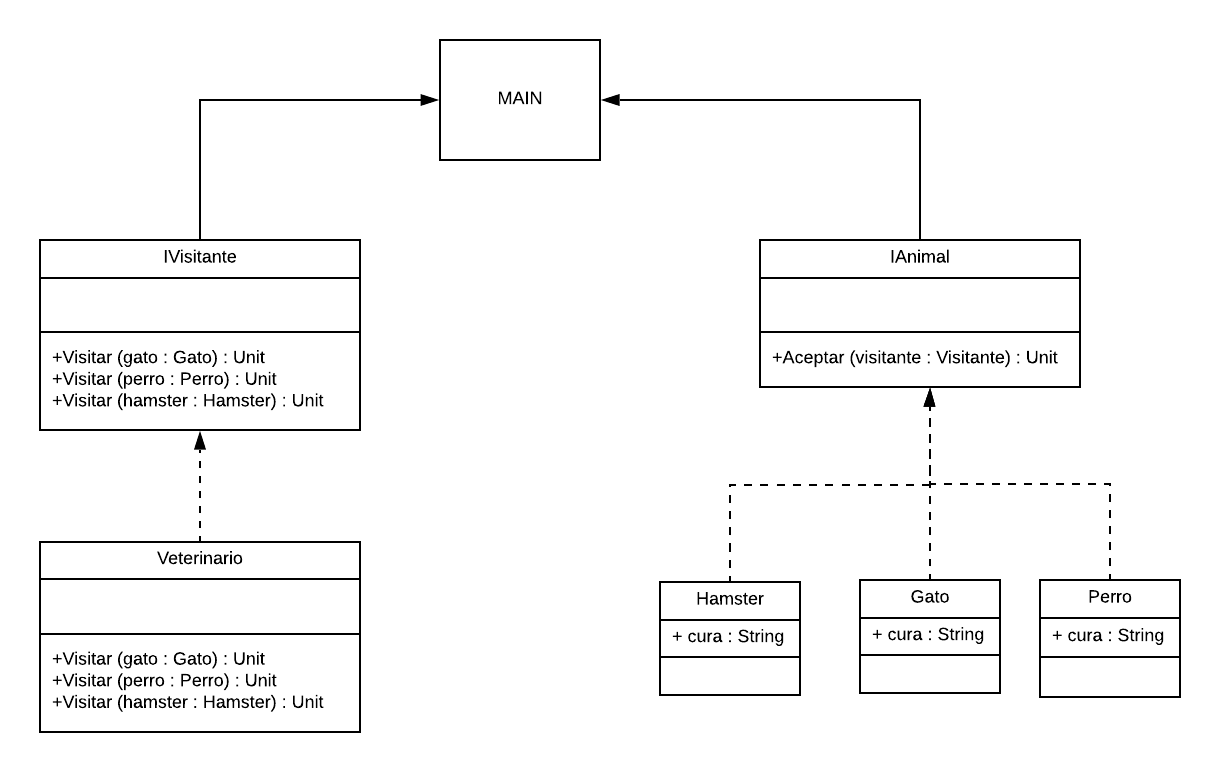 MAIN
IVisitante
+Visitar (gato : Gato) : Unit
+Visitar (perro : Perro) : Unit
+Visitar (hamster : Hamster) : Unit
IAnimal
+Aceptar (visitante : Visitante) : Unit
Veterinario
+Visitar (gato : Gato) : Unit
+Visitar (perro : Perro) : Unit
+Visitar (hamster : Hamster) : Unit
Hamster
+ cura : String
Gato
+ cura : String
Perro
+ cura : String